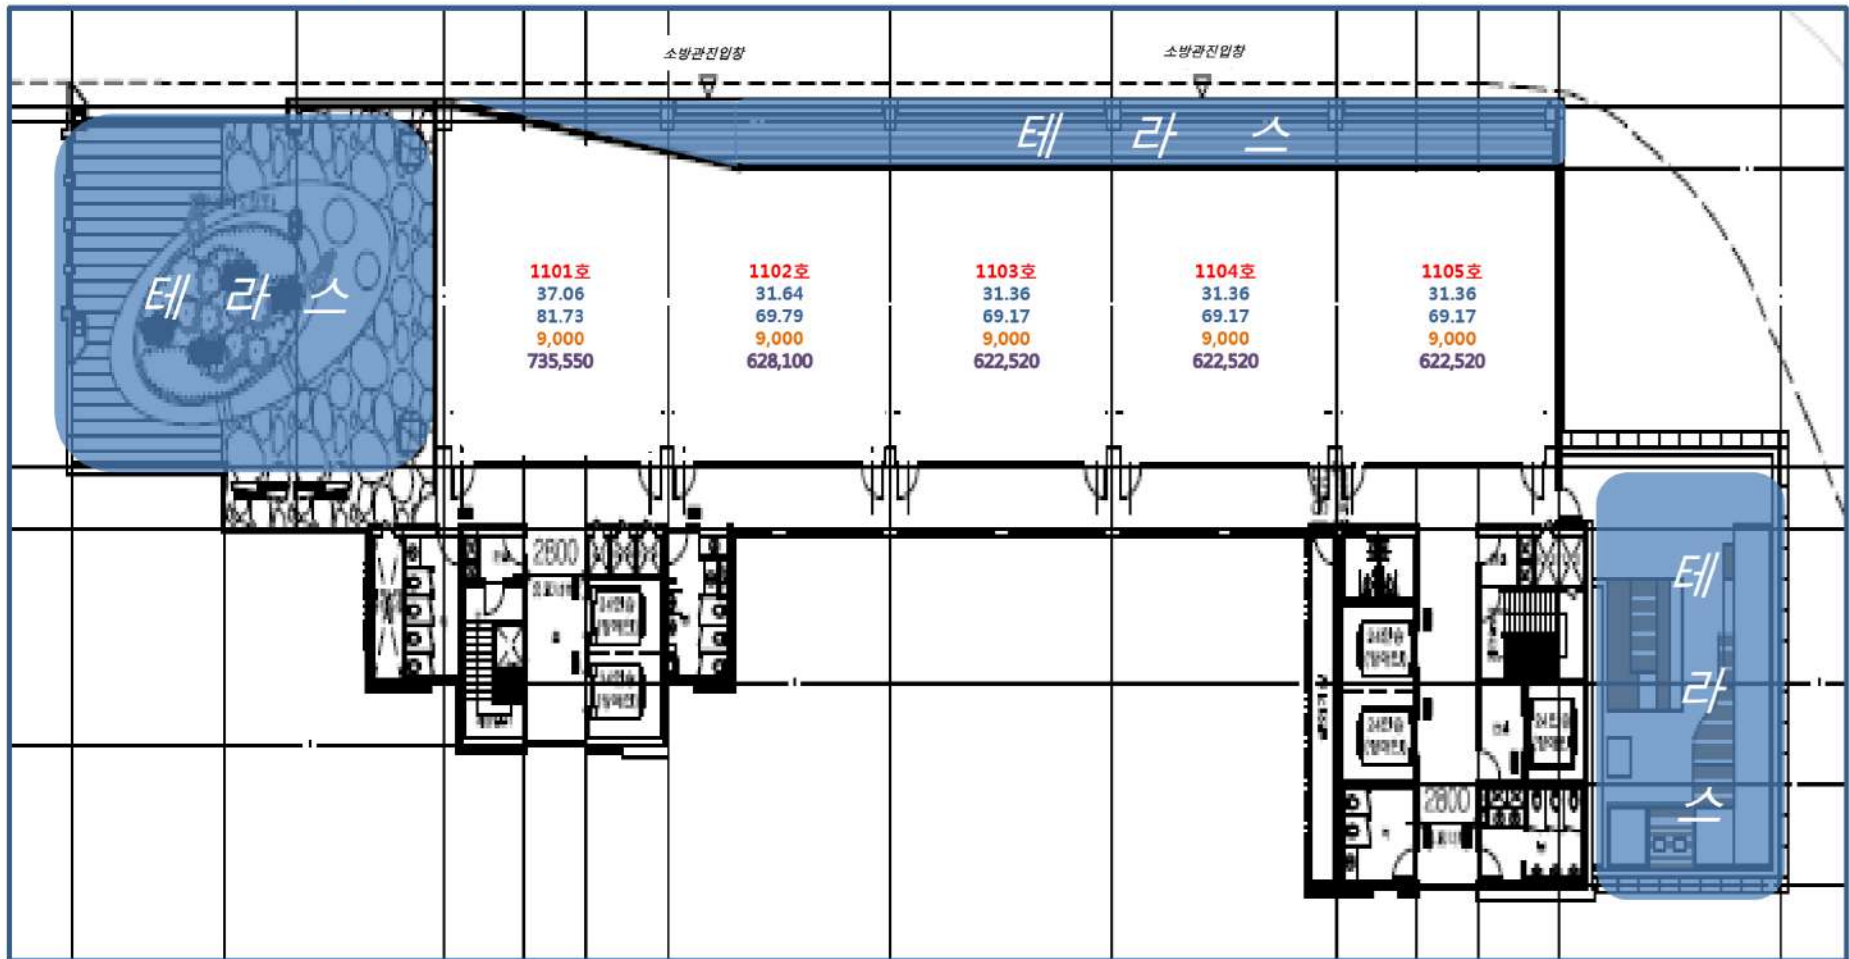 소방관진입창
소방관진입창
테 라 스
테 라 스
1101호
37.06
81.73
9,000
735,550
1102호
31.64
69.79
9,000
628,100
1103호
31.36
69.17
9,000
622,520
1104호
31.36
69.17
9,000
622,520
1105호
31.36
69.17
9,000
622,520
2800
테
라
스
2800